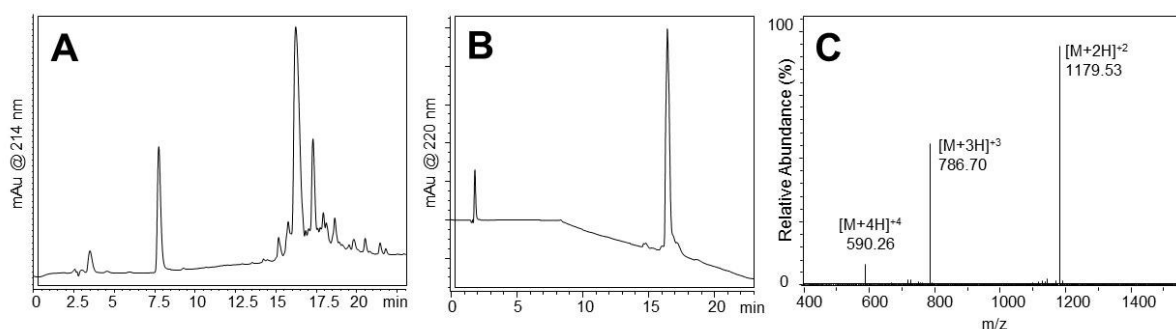 A
mAu @ 214 nm
0 2.5 5.0 7.5 10 12.5 15 17.5 20 min
B
mAu @ 220 nm
0 5 10 15 20 min
C
Relative Abundance (%)
100
0
[M+2H]+2
1179.53
[M+3H]+3
786.70
[M+4H]+4
590.26
400 600 800 1000 1200 1400
m/z